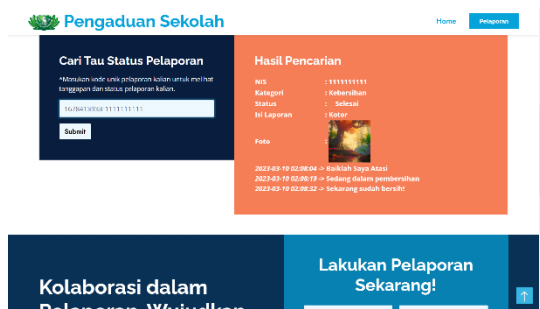 Pengaduan Sekolah
Home
Pelaporan
Cari Tau Status Pelaporan
*Masukan kode unik pelaporan kalian untuk melihat
tanggapan dan status pelaporan kalian.
1111111111
Submit
Hasil Pencarian
NIS : 1111111111
Kategori : Kebersihan
Status : Selesai
Isi Laporan : Kotor
Foto :
2023-03-10 02:08:04 -> Baiklah Saya Atasi
2023-03-10 02:08:19 -> Sedang dalam pembersihan
2023-03-10 02:08:32 -> Sekarang sudah bersih!
Kolaborasi dalam
Pelaporan, Wujudkan
Lakukan Pelaporan
Sekarang!